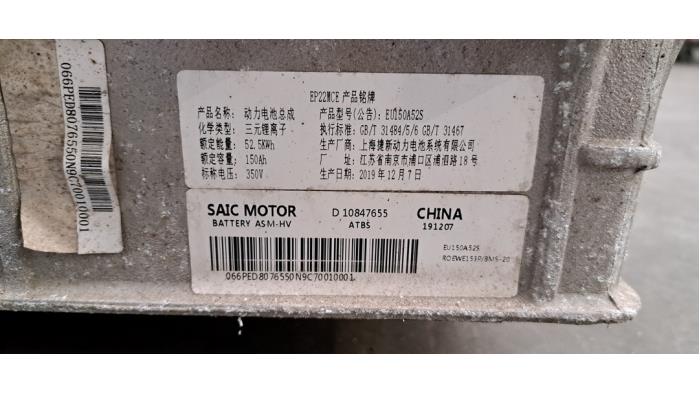 066PED8076550N9C70010001
EP22MCE 产品铭牌
产品名称: 动力电池总成 产品型号(公告): EU150A52S
化学类型: 三元锂离子 执行标准: GB/T 31484/5/6 GB/T 31467
额定能量: 52.5KWh 生产厂商: 上海捷新动力电池系统有限公司
额定容量: 150Ah 厂 址: 江苏省南京市浦口区浦泗路18号
标称电压: 350V 生产日期: 2019年12月7日
SAIC MOTOR D 10847655 CHINA
BATTERY ASM-HV ATBS 191207
EU150A52S
066PED8076550N9C70010001